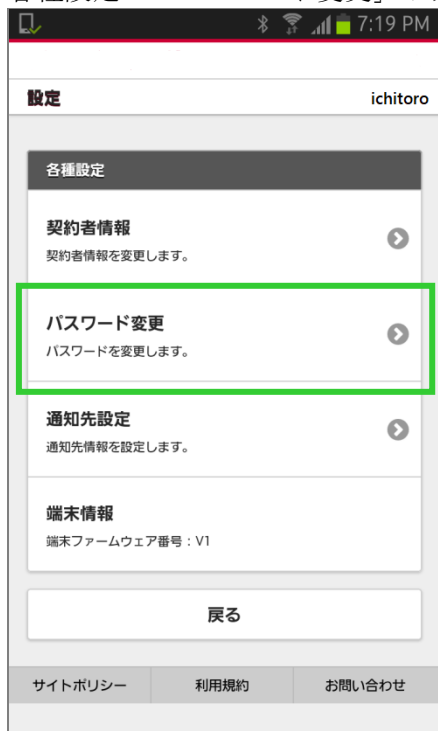 7:19 PM
設定 ichitoro
各種設定
契約者情報
契約者情報を変更します。
パスワード変更
パスワードを変更します。
通知先設定
通知先情報を設定します。
端末情報
端末ファームウェア番号：V1
戻る
サイトポリシー 利用規約 お問い合わせ